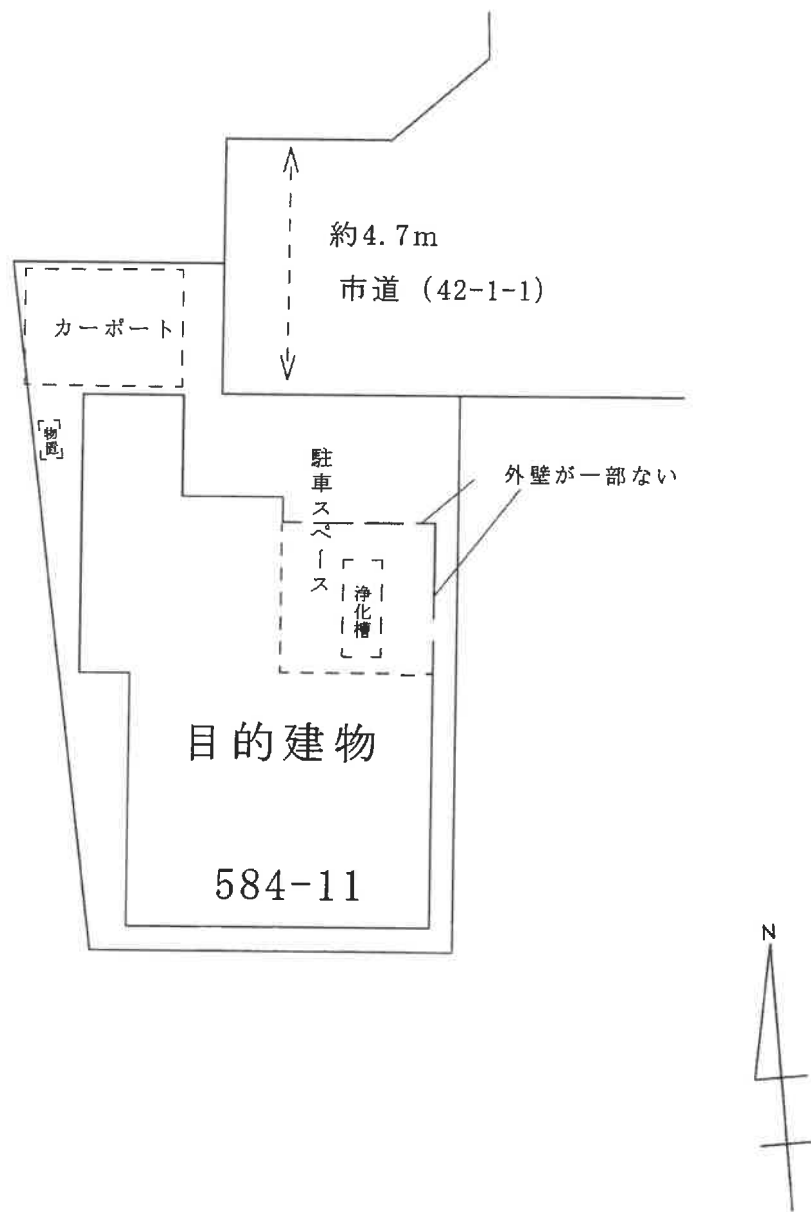 約4.7m
市道 (42-1-1)
カーポート
物置
駐車スペース
外壁が一部ない
浄化槽
目的建物
584-11
N